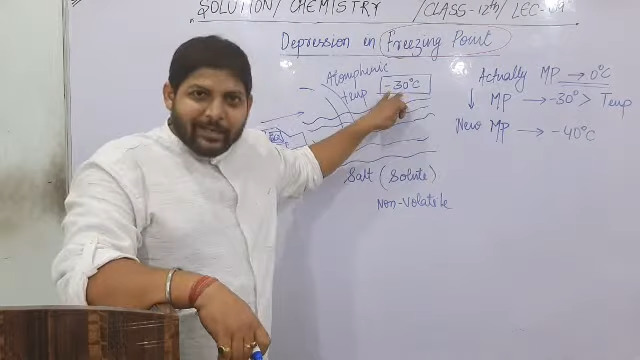 SOLUTION/ CHEMISTRY /CLASS-12th/ LEC-
Depression in Freezing Point
Atomphenic
temp -30°C
Salt (Solute)
Non-Volatile
Actually MP → 0°C
↓ MP → -30° > Temp
New MP → -40°C